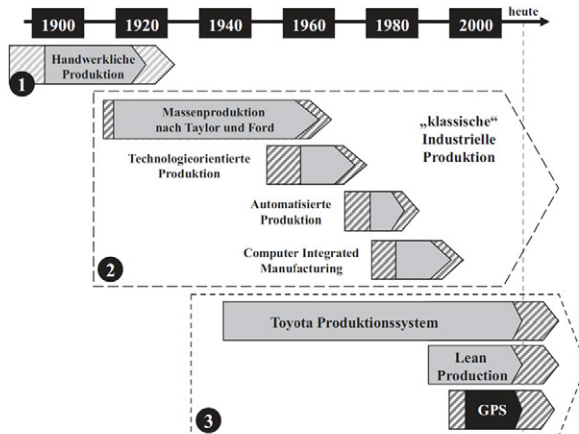 heute
1900 1920 1940 1960 1980 2000
Handwerkliche
Produktion
1
Massenproduktion
nach Taylor und Ford
„klassische“
Industrielle
Produktion
Technologieorientierte
Produktion
Automatisierte
Produktion
Computer Integrated
Manufacturing
2
Toyota Produktionssystem
Lean
Production
GPS
3